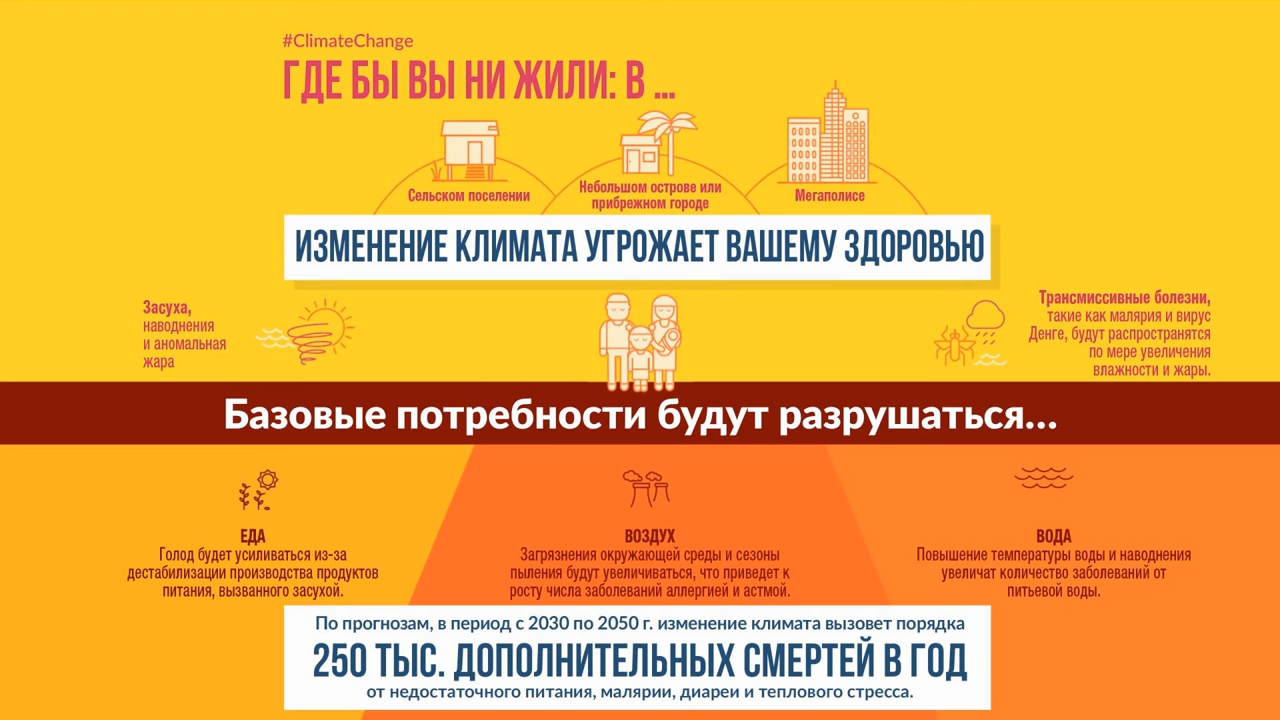 #ClimateChange
ГДЕ БЫ ВЫ НИ ЖИЛИ: В ...
Сельском поселении
Небольшом острове или
прибрежном городе
Мегаполисе
ИЗМЕНЕНИЕ КЛИМАТА УГРОЖАЕТ ВАШЕМУ ЗДОРОВЬЮ
Засуха,
наводнения
и аномальная
жара
Трансмиссивные болезни,
такие как малярия и вирус
Денге, будут распространятся
по мере увеличения
влажности и жары.
Базовые потребности будут разрушаться...
ЕДА
Голод будет усиливаться из-за
дестабилизации производства продуктов
питания, вызванного засухой.
ВОЗДУХ
Загрязнения окружающей среды и сезоны
пыления будут увеличиваться, что приведет к
росту числа заболеваний аллергией и астмой.
ВОДА
Повышение температуры воды и наводнения
увеличат количество заболеваний от
питьевой воды.
По прогнозам, в период с 2030 по 2050 г. изменение климата вызовет порядка
250 ТЫС. ДОПОЛНИТЕЛЬНЫХ СМЕРТЕЙ В ГОД
от недостаточного питания, малярии, диареи и теплового стресса.